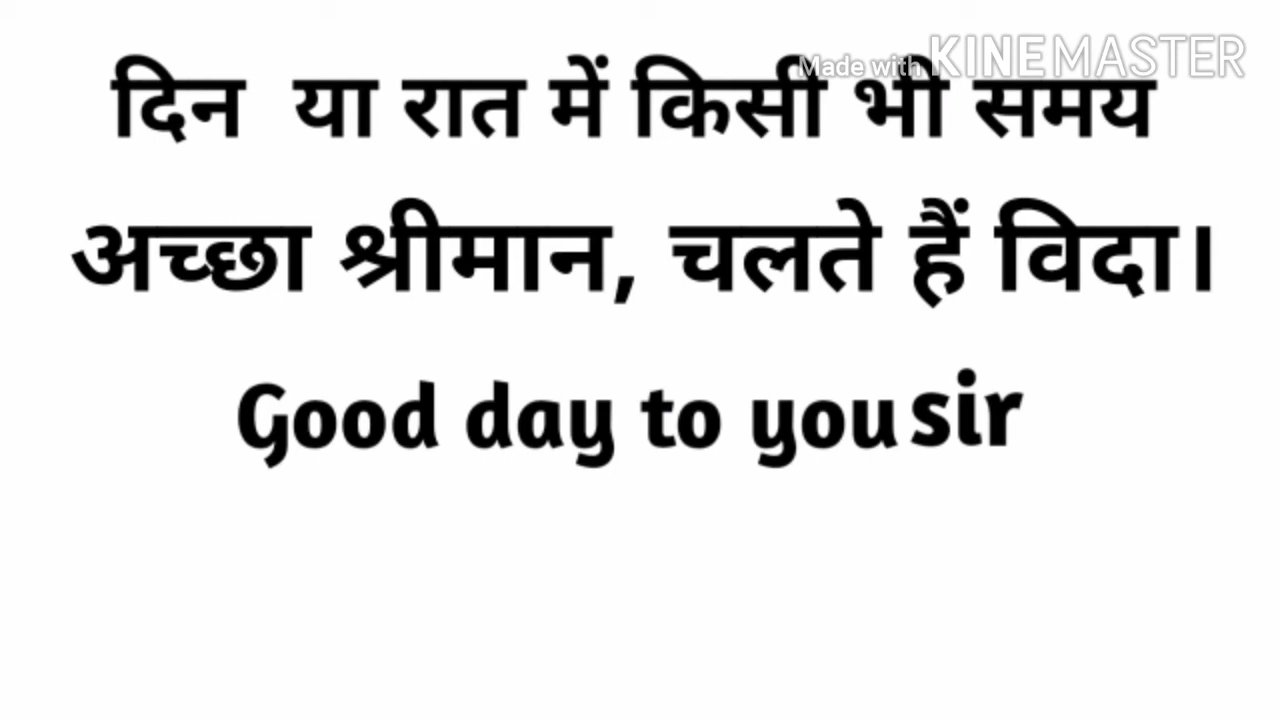 Made with KINEMASTER
दिन या रात में किसी भी समय
अच्छा श्रीमान, चलते हैं विदा।
Good day to you sir